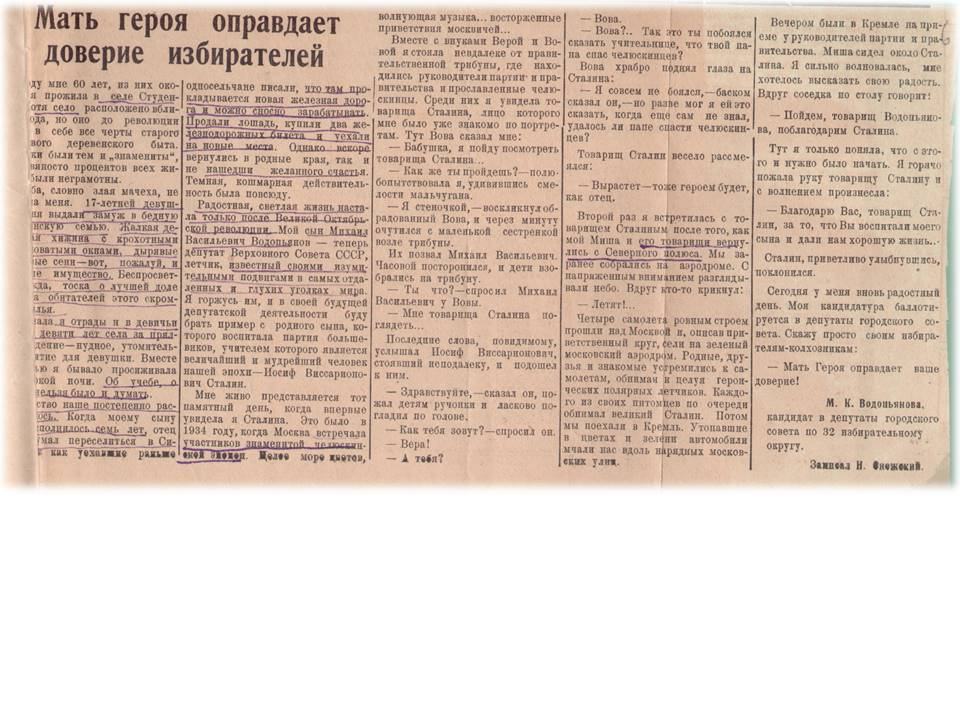 Мать героя оправдает
доверие избирателей
оду мне 60 лет, из них око-
я прожила в селе Студен-
отя село расположено вбли-
ода, но оно до революции
в себе все черты старого
вого деревенского быта.
ки были тем и „знамениты“,
вяносто процентов всех жи-
были неграмотны.
ба, словно злая мачеха, не
ла меня. 17-летней девуш-
ня выдали замуж в бедную
нскую семью. Жалкая де-
ая хижина с крохотными
оватыми окнами, дырявые
ные сени—вот, пожалуй, и
не имущество. Беспросвет-
жда, тоска о лучшей доле
а обитателей этого скром-
лья.
нала я отрады и в девичьи
девяти лет села за прял-
дение—нудное, утомитель-
ятие для девушки. Вместе
ю я бывало просиживала
окой ночи. Об учебе, о
нельзя было и думать.
ство наше постепенно рас-
лось. Когда моему сыну
полнилось семь лет, отец
умал переселиться в Си-
как уехавшие раньше
односельчане писали, что там про-
кладывается новая железная доро-
га и можно сносно зарабатывать.
Продали лошадь, купили два же-
лезнодорожных билета и уехали
на новые места. Однако вскоре
вернулись в родные края, так и
не нашедши желанного счастья.
Темная, кошмарная действитель-
ность была повсюду.
Радостная, светлая жизнь наста-
ла только после Великой Октябрь-
ской революции. Мой сын Михаил
Васильевич Водопьянов — теперь
депутат Верховного Совета СССР,
летчик, известный своими изуми-
тельными подвигами в самых отда-
ленных и глухих уголках мира.
Я горжусь им, и в своей будущей
депутатской деятельности буду
брать пример с родного сына, ко-
торого воспитала партия больше-
виков, учителем которого является
величайший и мудрейший человек
нашей эпохи—Иосиф Виссарионо-
вич Сталин.
Мне живо представляется тот
памятный день, когда впервые
увидела я Сталина. Это было в
1934 году, когда Москва встречала
участников знаменитой челюскин-
ской эпопеи. Целое море цветов,
волнующая музыка... восторженные
приветствия москвичей...
Вместе с внуками Верой и Во-
вой я стояла невдалеке от прави-
тельственной трибуны, где нахо-
дились руководители партии и пра-
вительства и прославленные челю-
скинцы. Среди них я увидела то-
варища Сталина, лицо которого
мне было уже знакомо по портре-
там. Тут Вова сказал мне:
— Бабушка, я пойду посмотреть
товарища Сталина...
— Как же ты пройдешь?—полю-
бопытствовала я, удивившись сме-
лости мальчугана.
— Я стеночкой,—воскликнул об-
радованный Вова, и через минуту
очутился с маленькой сестренкой
возле трибуны.
Их позвал Михаил Васильевич.
Часовой посторонился, и дети взо-
брались на трибуну.
— Ты что?—спросил Михаил
Васильевич у Вовы.
— Мне товарища Сталина по-
глядеть...
Последние слова, повидимому,
услышал Иосиф Виссарионович,
стоявший неподалеку, и подошел
к ним.
— Здравствуйте,—сказал он, по-
жал детям ручонки и ласково по-
гладил по голове.
— Как тебя зовут?—спросил он.
— Вера!
— А тебя?
— Вова.
— Вова?.. Так это ты побоялся
сказать учительнице, что твой па-
па спас челюскинцев?
Вова храбро поднял глаза на
Сталина:
— Я совсем не боялся,—баском
сказал он,—но разве мог я ей это
сказать, когда еще сам не знал,
удалось ли папе спасти челюскин-
цев?
Товарищ Сталин весело рассме-
ялся:
— Вырастет—тоже героем будет,
как отец.
Второй раз я встретилась с то-
варищем Сталиным после того, как
мой Миша и его товарищи верну-
лись с Северного полюса. Мы за-
ранее собрались на аэродроме. С
напряженным вниманием разгляды-
вали небо. Вдруг кто-то крикнул:
— Летят!...
Четыре самолета ровным строем
прошли над Москвой и, описав при-
ветственный круг, сели на зеленый
московский аэродром. Родные, дру-
зья и знакомые устремились к са-
молетам, обнимая и целуя герои-
ческих полярных летчиков. Каждо-
го из своих питомцев по очереди
обнимал великий Сталин. Потом
мы поехали в Кремль. Утопавшие
в цветах и зелени автомобили
мчали нас вдоль нарядных москов-
ских улиц.
Вечером были в Кремле на при-
еме у руководителей партии и пра-
вительства. Миша сидел около Ста-
лина. Я сильно волновалась, мне
хотелось высказать свою радость.
Вдруг соседка по столу говорит:
— Пойдем, товарищ Водопьяно-
ва, поблагодарим Сталина.
Тут я только поняла, что с это-
го и нужно было начать. Я горячо
пожала руку товарищу Сталину и
с волнением произнесла:
— Благодарю Вас, товарищ Ста-
лин, за то, что Вы воспитали моего
сына и дали нам хорошую жизнь..
Сталин, приветливо улыбнувшись,
поклонился.
Сегодня у меня вновь радостный
день. Моя кандидатура баллоти-
руется в депутаты городского со-
вета. Скажу просто своим избира-
телям-колхозникам:
— Мать Героя оправдает ваше
доверие!
М. К. Водопьянова,
кандидат в депутаты городского
совета по 32 избирательному
округу.
Записал И. Снежский.